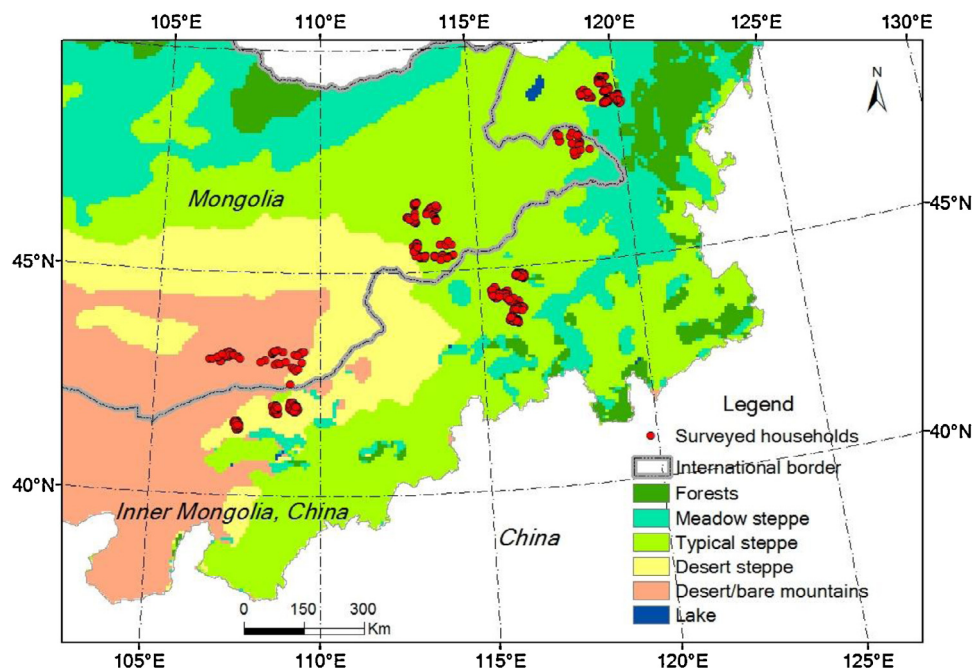 105°E 110°E 115°E 120°E 130°E
N
Mongolia
45°N
45°N
Legend
Surveyed households
40°N
International border
40°N
Forests
Inner Mongolia, China
Meadow steppe
China
Typical steppe
Desert steppe
Desert/bare mountains
0 150 300
Lake
Km
105°E 110°E 115°E 120°E 125°E